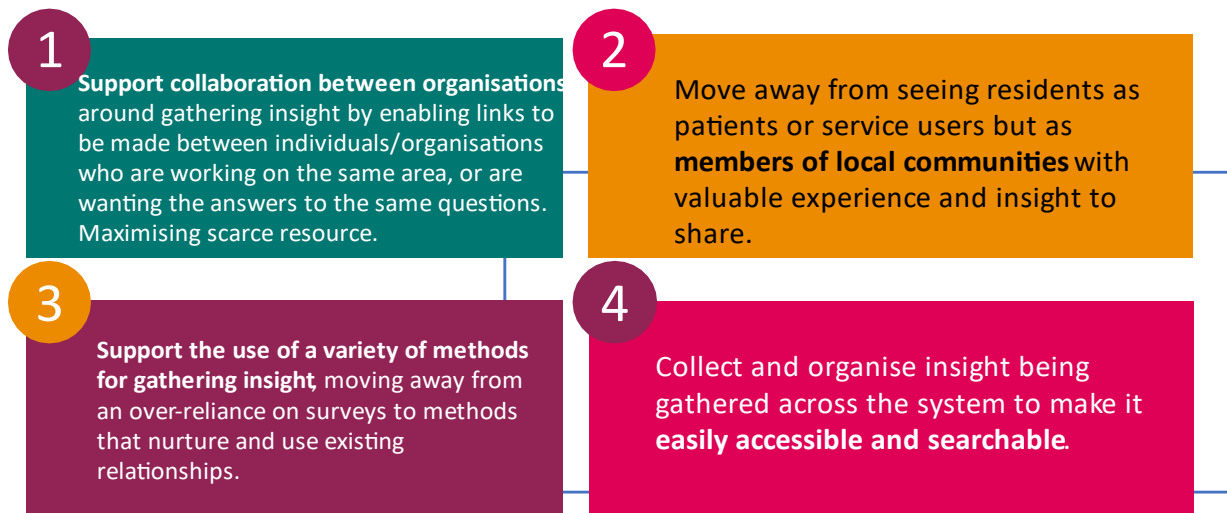 1
Support collaboration between organisations
around gathering insight by enabling links to
be made between individuals/organisations
who are working on the same area, or are
wanting the answers to the same questions.
Maximising scarce resource.
2
Move away from seeing residents as
patients or service users but as
members of local communities with
valuable experience and insight to
share.
3
Support the use of a variety of methods
for gathering insight, moving away from
an over-reliance on surveys to methods
that nurture and use existing
relationships.
4
Collect and organise insight being
gathered across the system to make it
easily accessible and searchable.